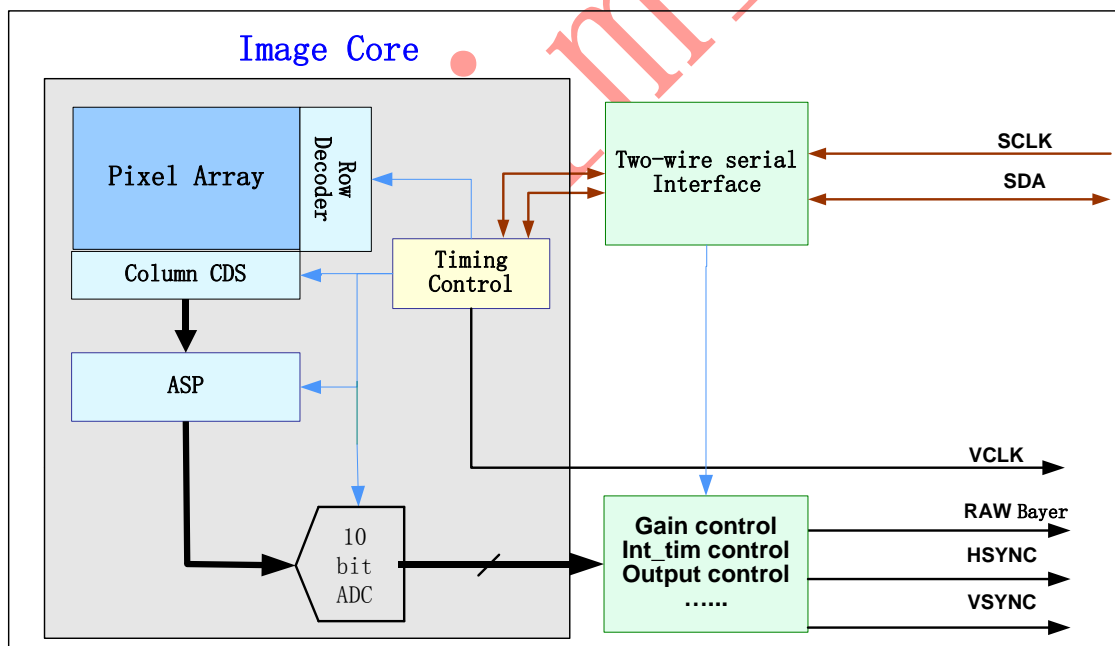 Image Core
Pixel Array
Row
Decoder
Column CDS
Timing
Control
ASP
10
bit
ADC
Two-wire serial
Interface
SCLK
SDA
VCLK
Gain control
Int_tim control
Output control
…...
RAW Bayer
HSYNC
VSYNC